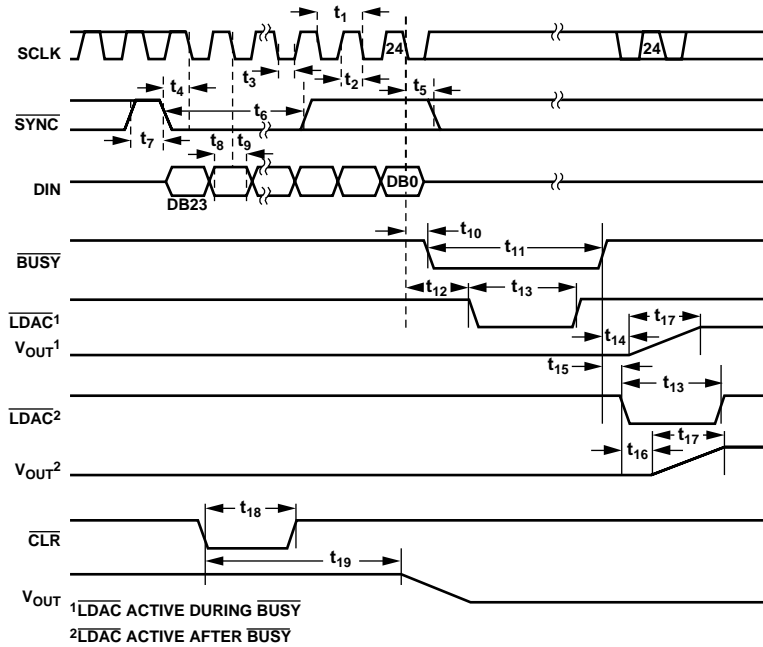 t1
SCLK
24
24
t3
t2
t4
t5
t6
SYNC
t7
t8
t9
DIN
DB23
DB0
t10
t11
BUSY
t12
t13
LDAC1
t17
t14
VOUT1
t15
t13
LDAC2
t17
t16
VOUT2
t18
CLR
t19
VOUT
1LDAC ACTIVE DURING BUSY
2LDAC ACTIVE AFTER BUSY